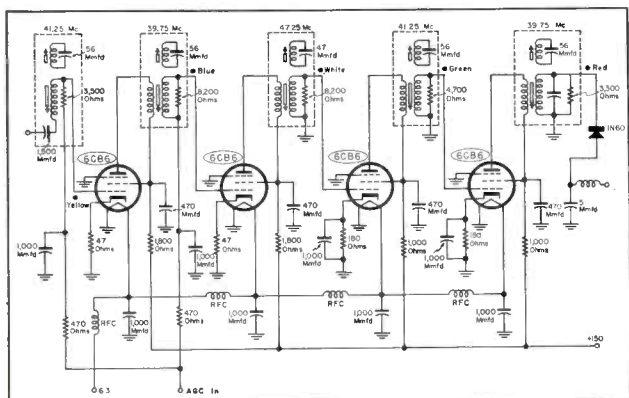 41.25 Mc
39.75 Mc
47.25 Mc
41.25 Mc
39.75 Mc
56
Mmfd
56
Mmfd
47
Mmfd
56
Mmfd
56
Mmfd
Blue
White
Green
Red
3,500
Ohms
8,200
Ohms
8,200
Ohms
4,700
Ohms
3,300
Ohms
1N60
1,500
Mmfd
6CB6
6CB6
6CB6
6CB6
Yellow
470
Mmfd
470
Mmfd
470
Mmfd
470
Mmfd
5
Mmfd
1,000
Mmfd
47
Ohms
1,800
Ohms
1,000
Mmfd
47
Ohms
1,800
Ohms
1,000
Mmfd
180
Ohms
1,000
Ohms
1,000
Mmfd
180
Ohms
1,000
Ohms
470
Ohms
RFC
1,000
Mmfd
470
Ohms
RFC
1,000
Mmfd
RFC
1,000
Mmfd
RFC
1,000
Mmfd
+150
6.3
AGC In